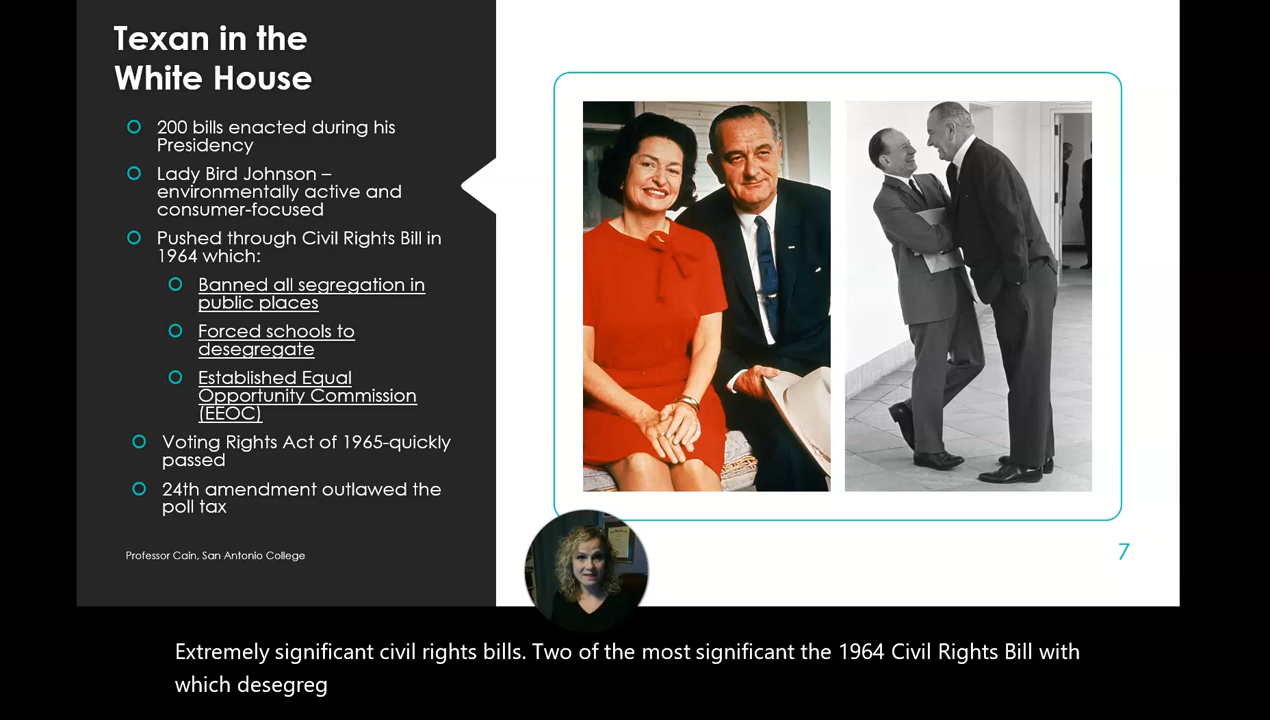 Texan in the
White House
200 bills enacted during his
Presidency
Lady Bird Johnson –
environmentally active and
consumer-focused
Pushed through Civil Rights Bill in
1964 which:
Banned all segregation in
public places
Forced schools to
desegregate
Established Equal
Opportunity Commission
(EEOC)
Voting Rights Act of 1965-quickly
passed
24th amendment outlawed the
poll tax
Professor Cain, San Antonio College
7
Extremely significant civil rights bills. Two of the most significant the 1964 Civil Rights Bill with
which desegreg